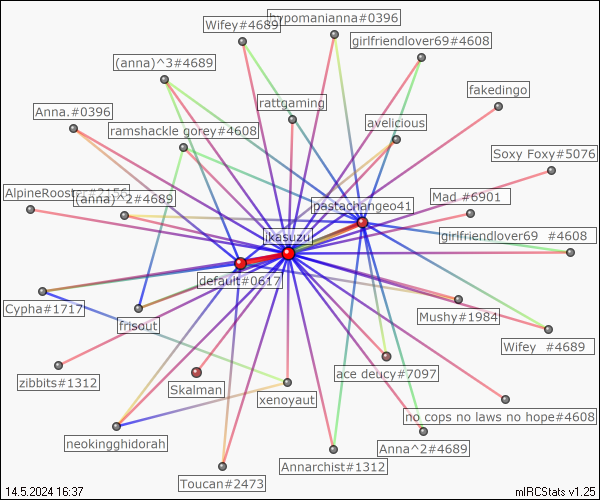 Wifey#4689
hypomanianna#0396
girlfriendlover69#4608
(anna)^3#4689
fakedingo
rattgaming
Anna.#0396
avelicious
ramshackle gorey#4608
Soxy Foxy#5076
AlpineRooster#2156
(anna)^2#4689
Mad #6901
pastachangeo41
ikasuzu
girlfriendlover69 #4608
default#0617
Cypha#1717
Mushy#1984
frisout
Wifey #4689
ace deucy#7097
zibbits#1312
Skalman
xenoyaut
no cops no laws no hope#4608
neokingghidorah
Anna^2#4689
Annarchist#1312
Toucan#2473
14.5.2024 16:37
mIRCStats v1.25